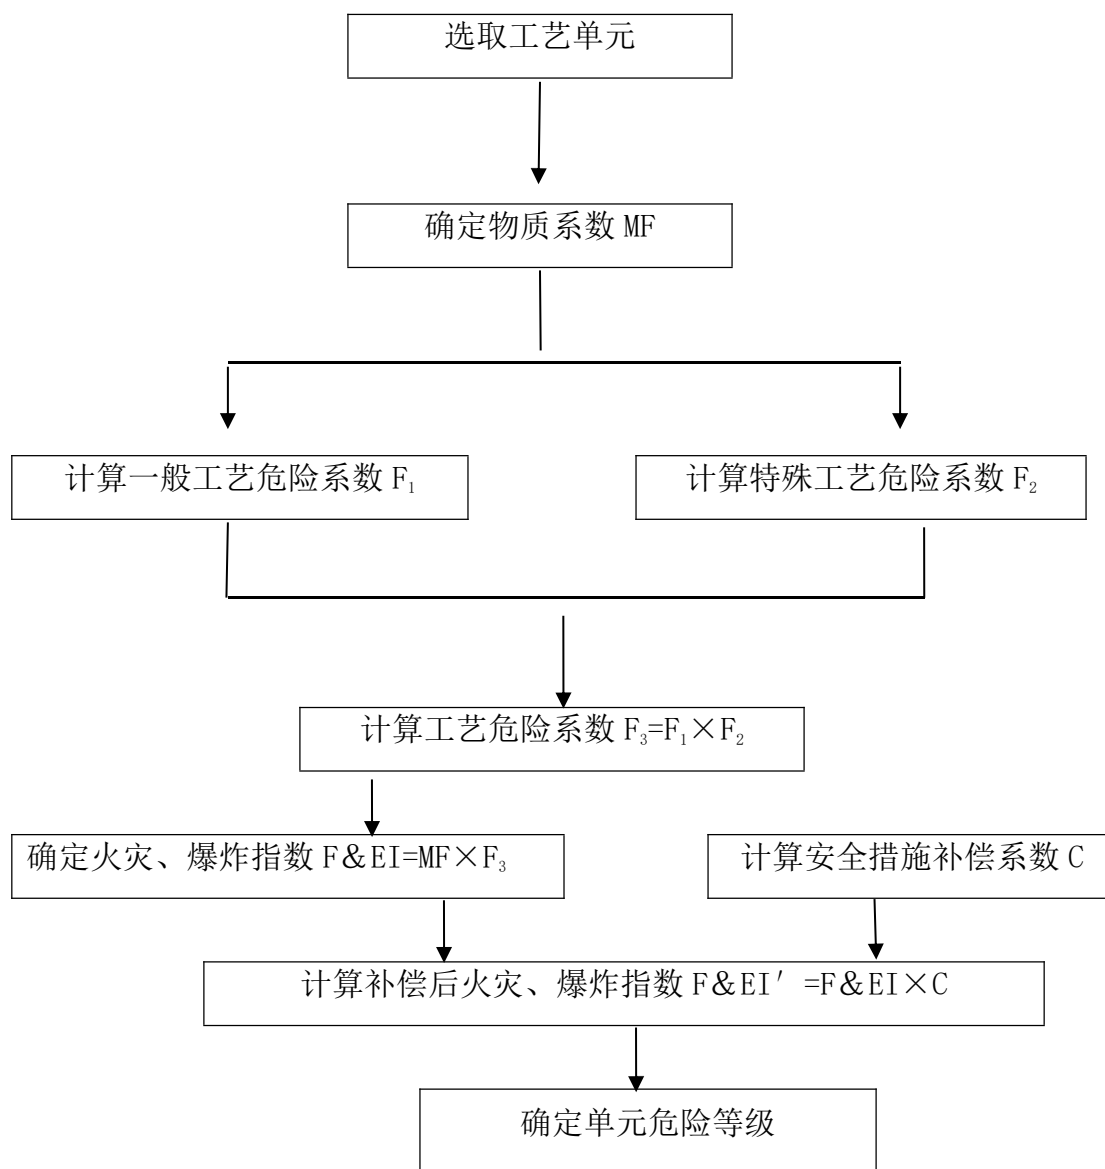 选取工艺单元
确定物质系数 MF
计算一般工艺危险系数 F₁
计算特殊工艺危险系数 F₂
计算工艺危险系数 F₃=F₁×F₂
确定火灾、爆炸指数 F&EI=MF×F₃
计算安全措施补偿系数 C
计算补偿后火灾、爆炸指数 F&EI′=F&EI×C
确定单元危险等级